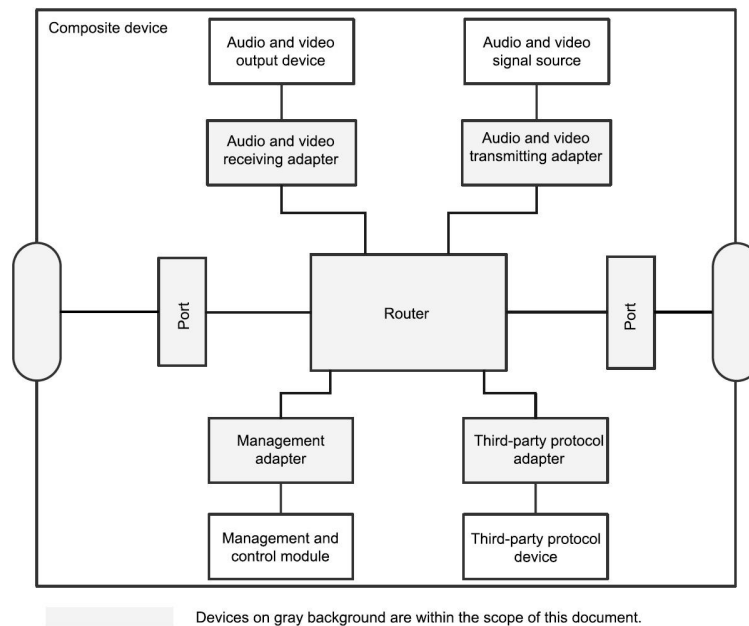 Composite device
Audio and video
output device
Audio and video
signal source
Audio and video
receiving adapter
Audio and video
transmitting adapter
Port
Router
Port
Management
adapter
Third-party protocol
adapter
Management and
control module
Third-party protocol
device
Devices on gray background are within the scope of this document.